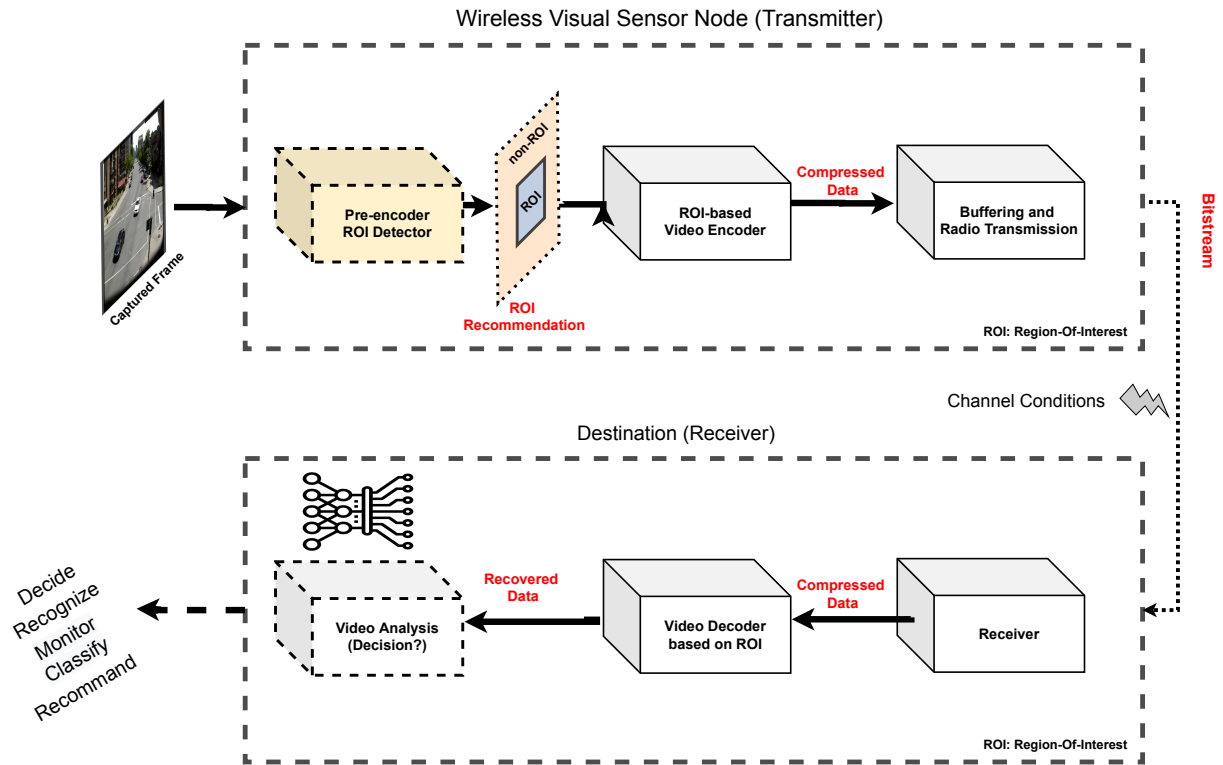 Wireless Visual Sensor Node (Transmitter)
Captured Frame
Pre-encoder
ROI Detector
non-ROI
ROI
ROI
Recommendation
ROI-based
Video Encoder
Compressed
Data
Buffering and
Radio Transmission
ROI: Region-Of-Interest
Bitstream
Channel Conditions
Destination (Receiver)
Receiver
Compressed
Data
Video Decoder
based on ROI
Recovered
Data
Video Analysis
(Decision?)
ROI: Region-Of-Interest
Decide
Recognize
Monitor
Classify
Recommand